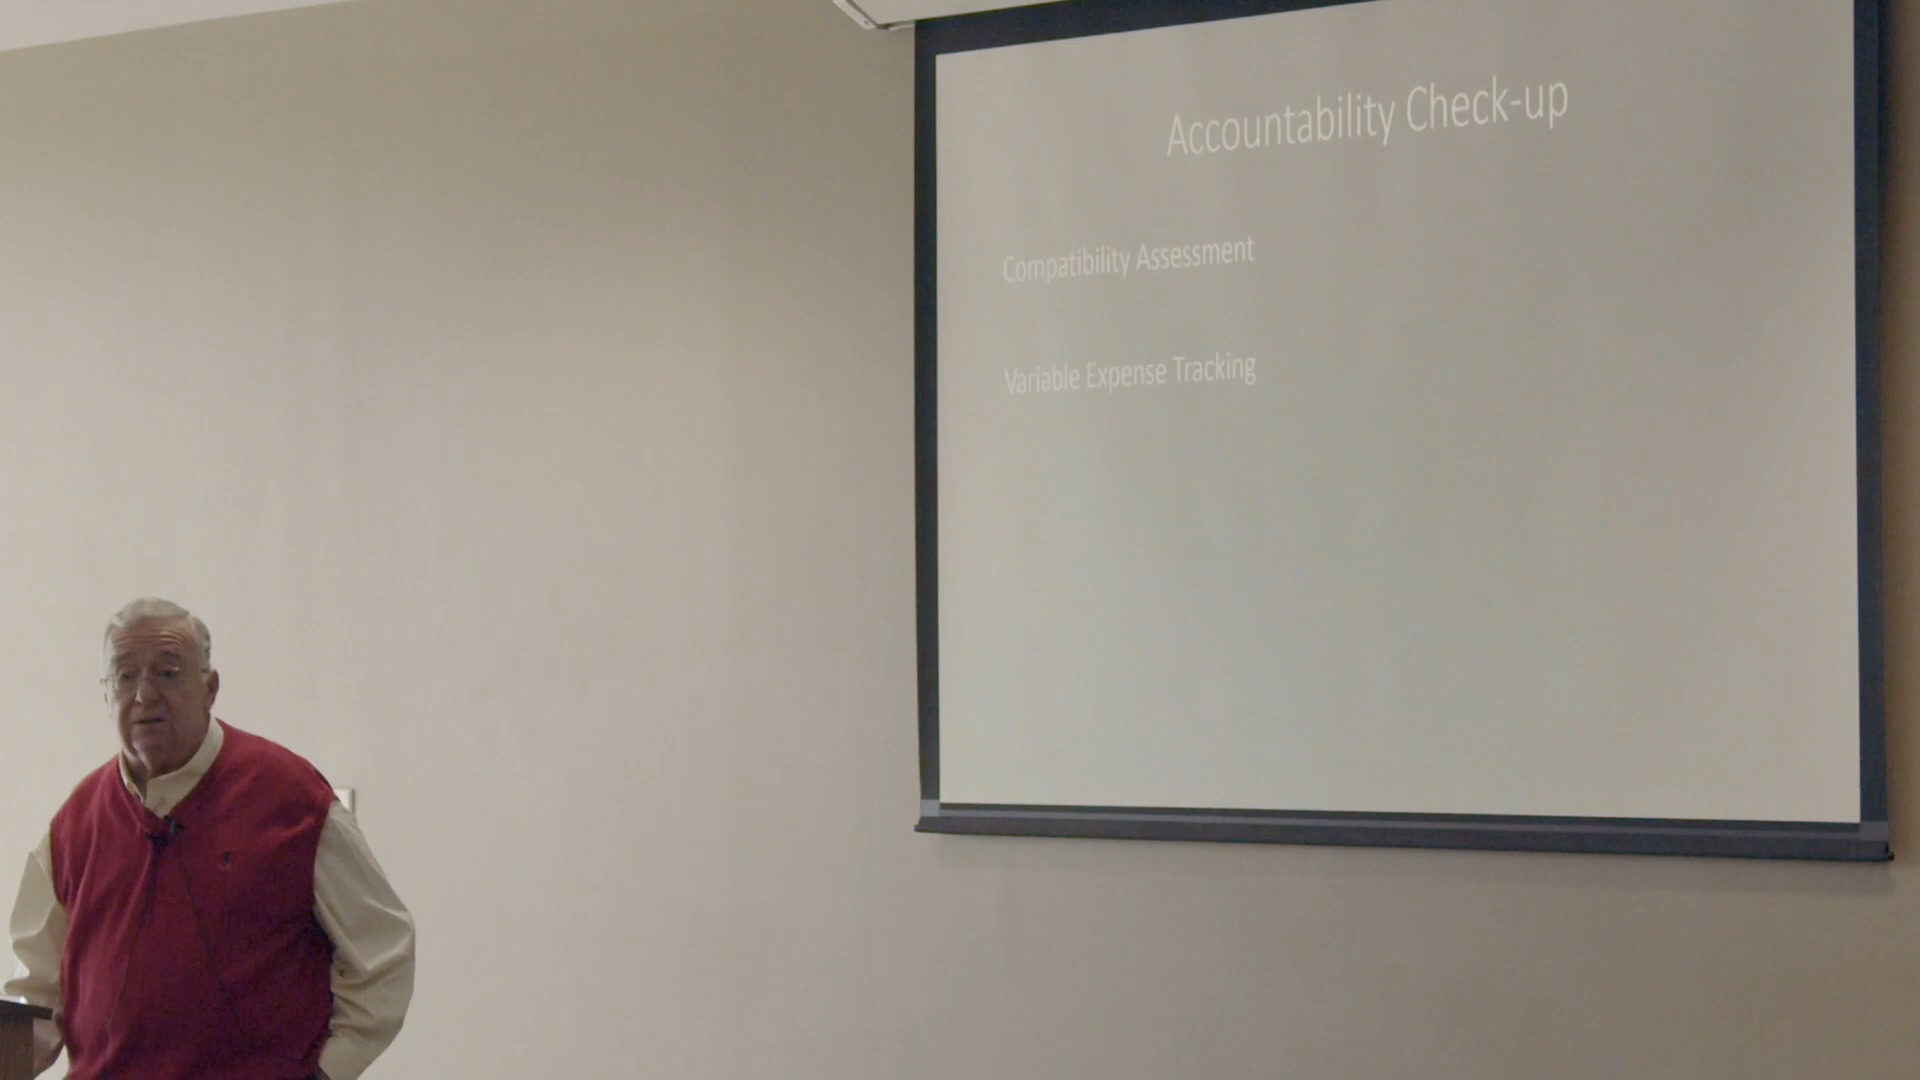 Accountability Check-up
Compatibility Assessment
Variable Expense Tracking